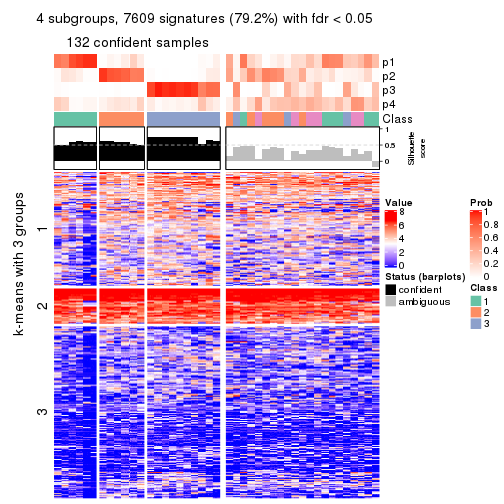 4 subgroups, 7609 signatures (79.2%) with fdr < 0.05
132 confident samples
p1
p2
p3
p4
Class
1
0.5
0
Silhouette
score
k-means with 3 groups
1
2
3
Value
8
6
4
2
0
Status (barplots)
confident
ambiguous
Prob
1
0.8
0.6
0.4
0.2
0
Class
1
2
3